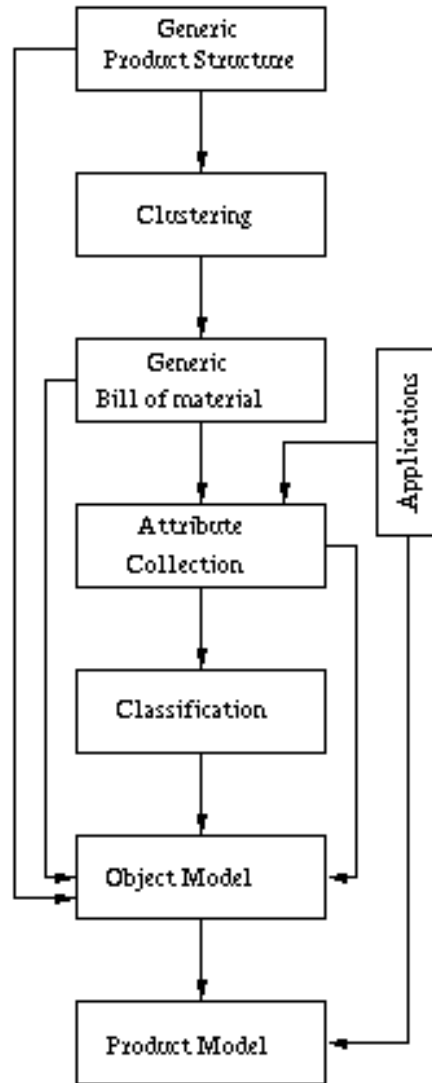 Generic
Product Structure
Clustering
Generic
Bill of material
Applications
Attribute
Collection
Classification
Object Model
Product Model